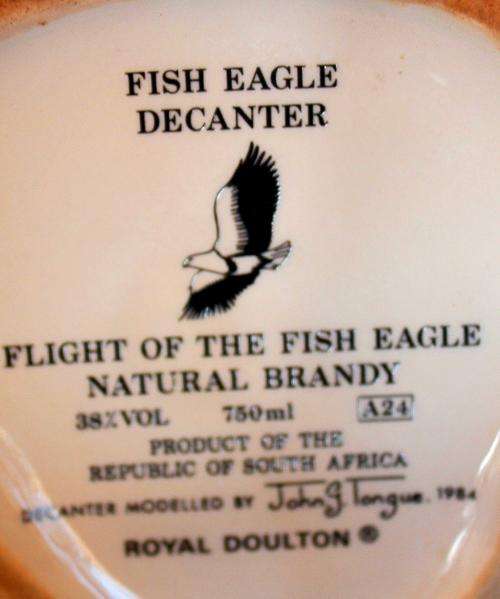 FISH EAGLE
DECANTER
FLIGHT OF THE FISH EAGLE
NATURAL BRANDY
38%VOL 750ml A24
PRODUCT OF THE
REPUBLIC OF SOUTH AFRICA
DECANTER MODELLED BY John G. Tongue. 1984
ROYAL DOULTON ®